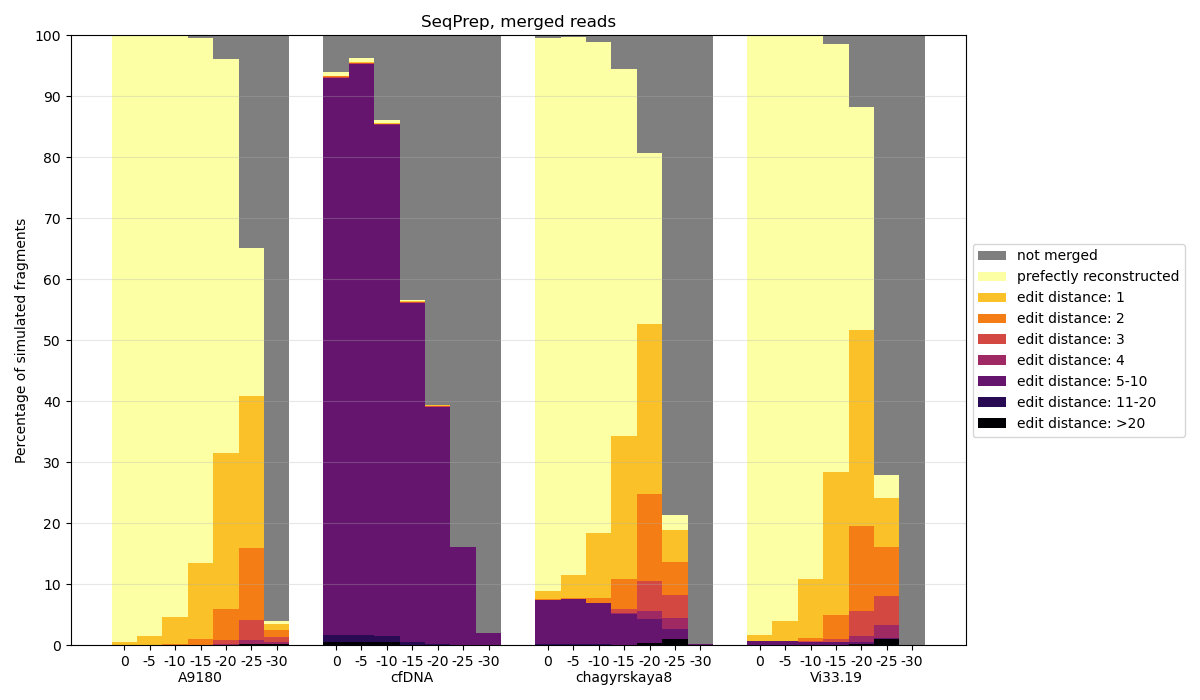 SeqPrep, merged reads
Percentage of simulated fragments
100
90
80
70
60
50
40
30
20
10
0
0 -5 -10 -15 -20 -25 -30 0 -5 -10 -15 -20 -25 -30 0 -5 -10 -15 -20 -25 -30 0 -5 -10 -15 -20 -25 -30
A9180 cfDNA chagyrskaya8 Vi33.19
not merged
prefectly reconstructed
edit distance: 1
edit distance: 2
edit distance: 3
edit distance: 4
edit distance: 5-10
edit distance: 11-20
edit distance: >20